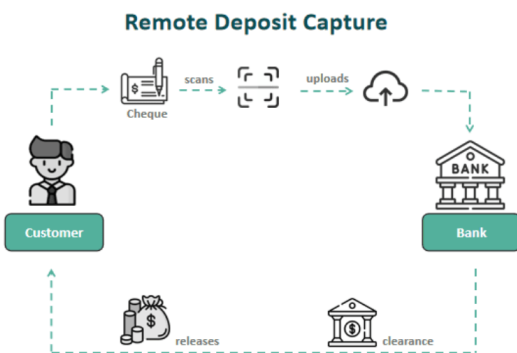 Remote Deposit Capture
scans
uploads
Cheque
BANK
Customer
Bank
releases
clearance